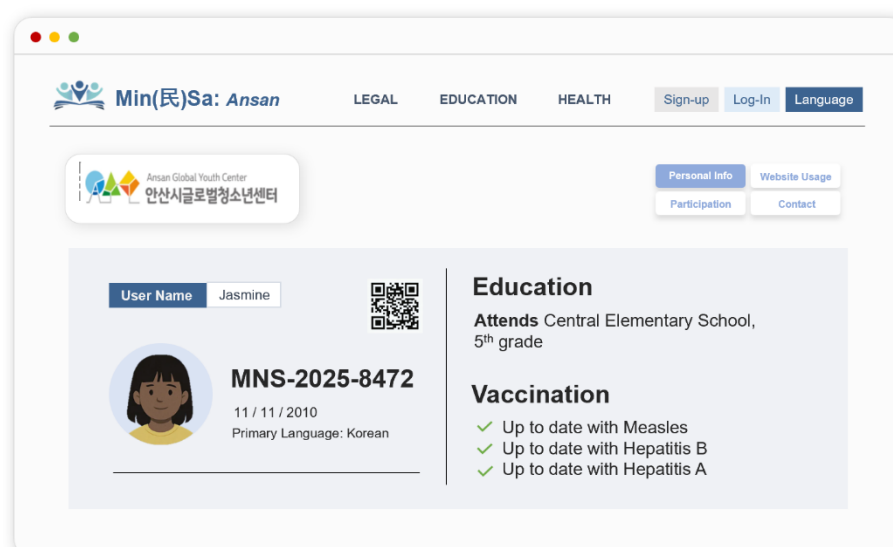 Min(民)Sa: Ansan
LEGAL EDUCATION HEALTH
Sign-up Log-In Language
Ansan Global Youth Center
안산시글로벌청소년센터
Personal Info Website Usage
Participation Contact
User Name Jasmine
MNS-2025-8472
11 / 11 / 2010
Primary Language: Korean
Education
Attends Central Elementary School,
5th grade
Vaccination
Up to date with Measles
Up to date with Hepatitis B
Up to date with Hepatitis A